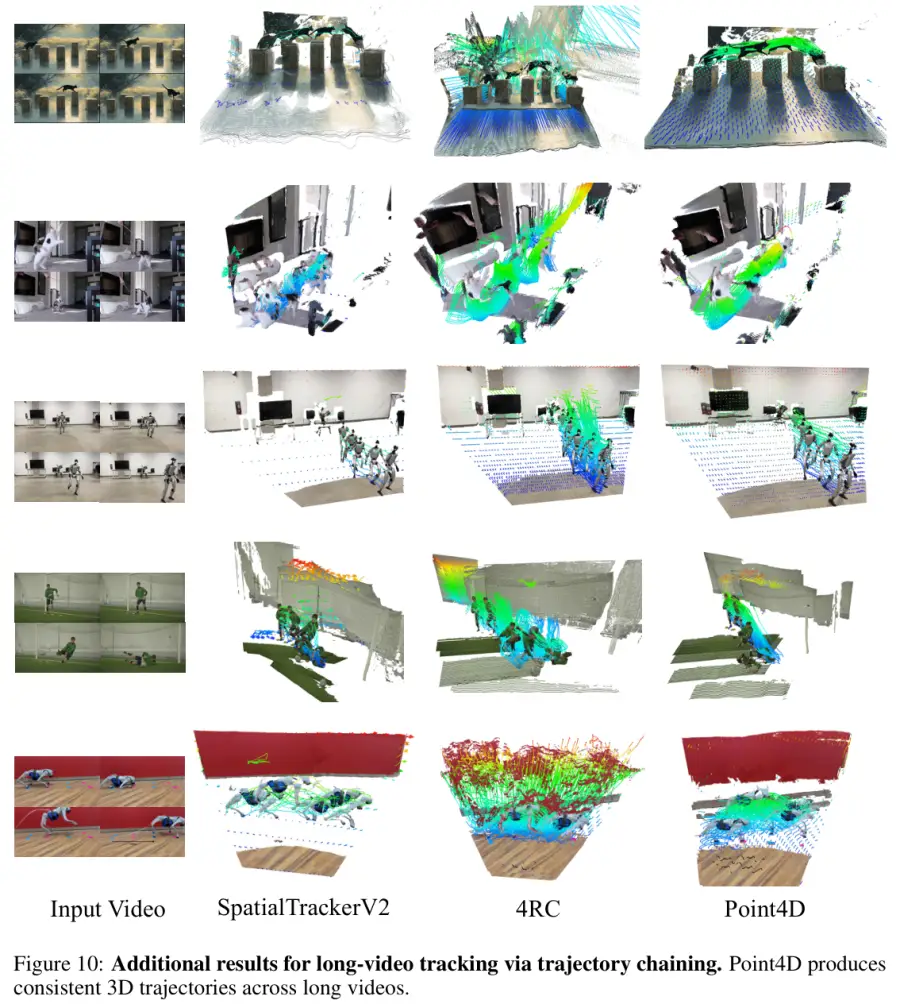 Input Video
SpatialTrackerV2
4RC
Point4D
Figure 10: Additional results for long-video tracking via trajectory chaining. Point4D produces
consistent 3D trajectories across long videos.